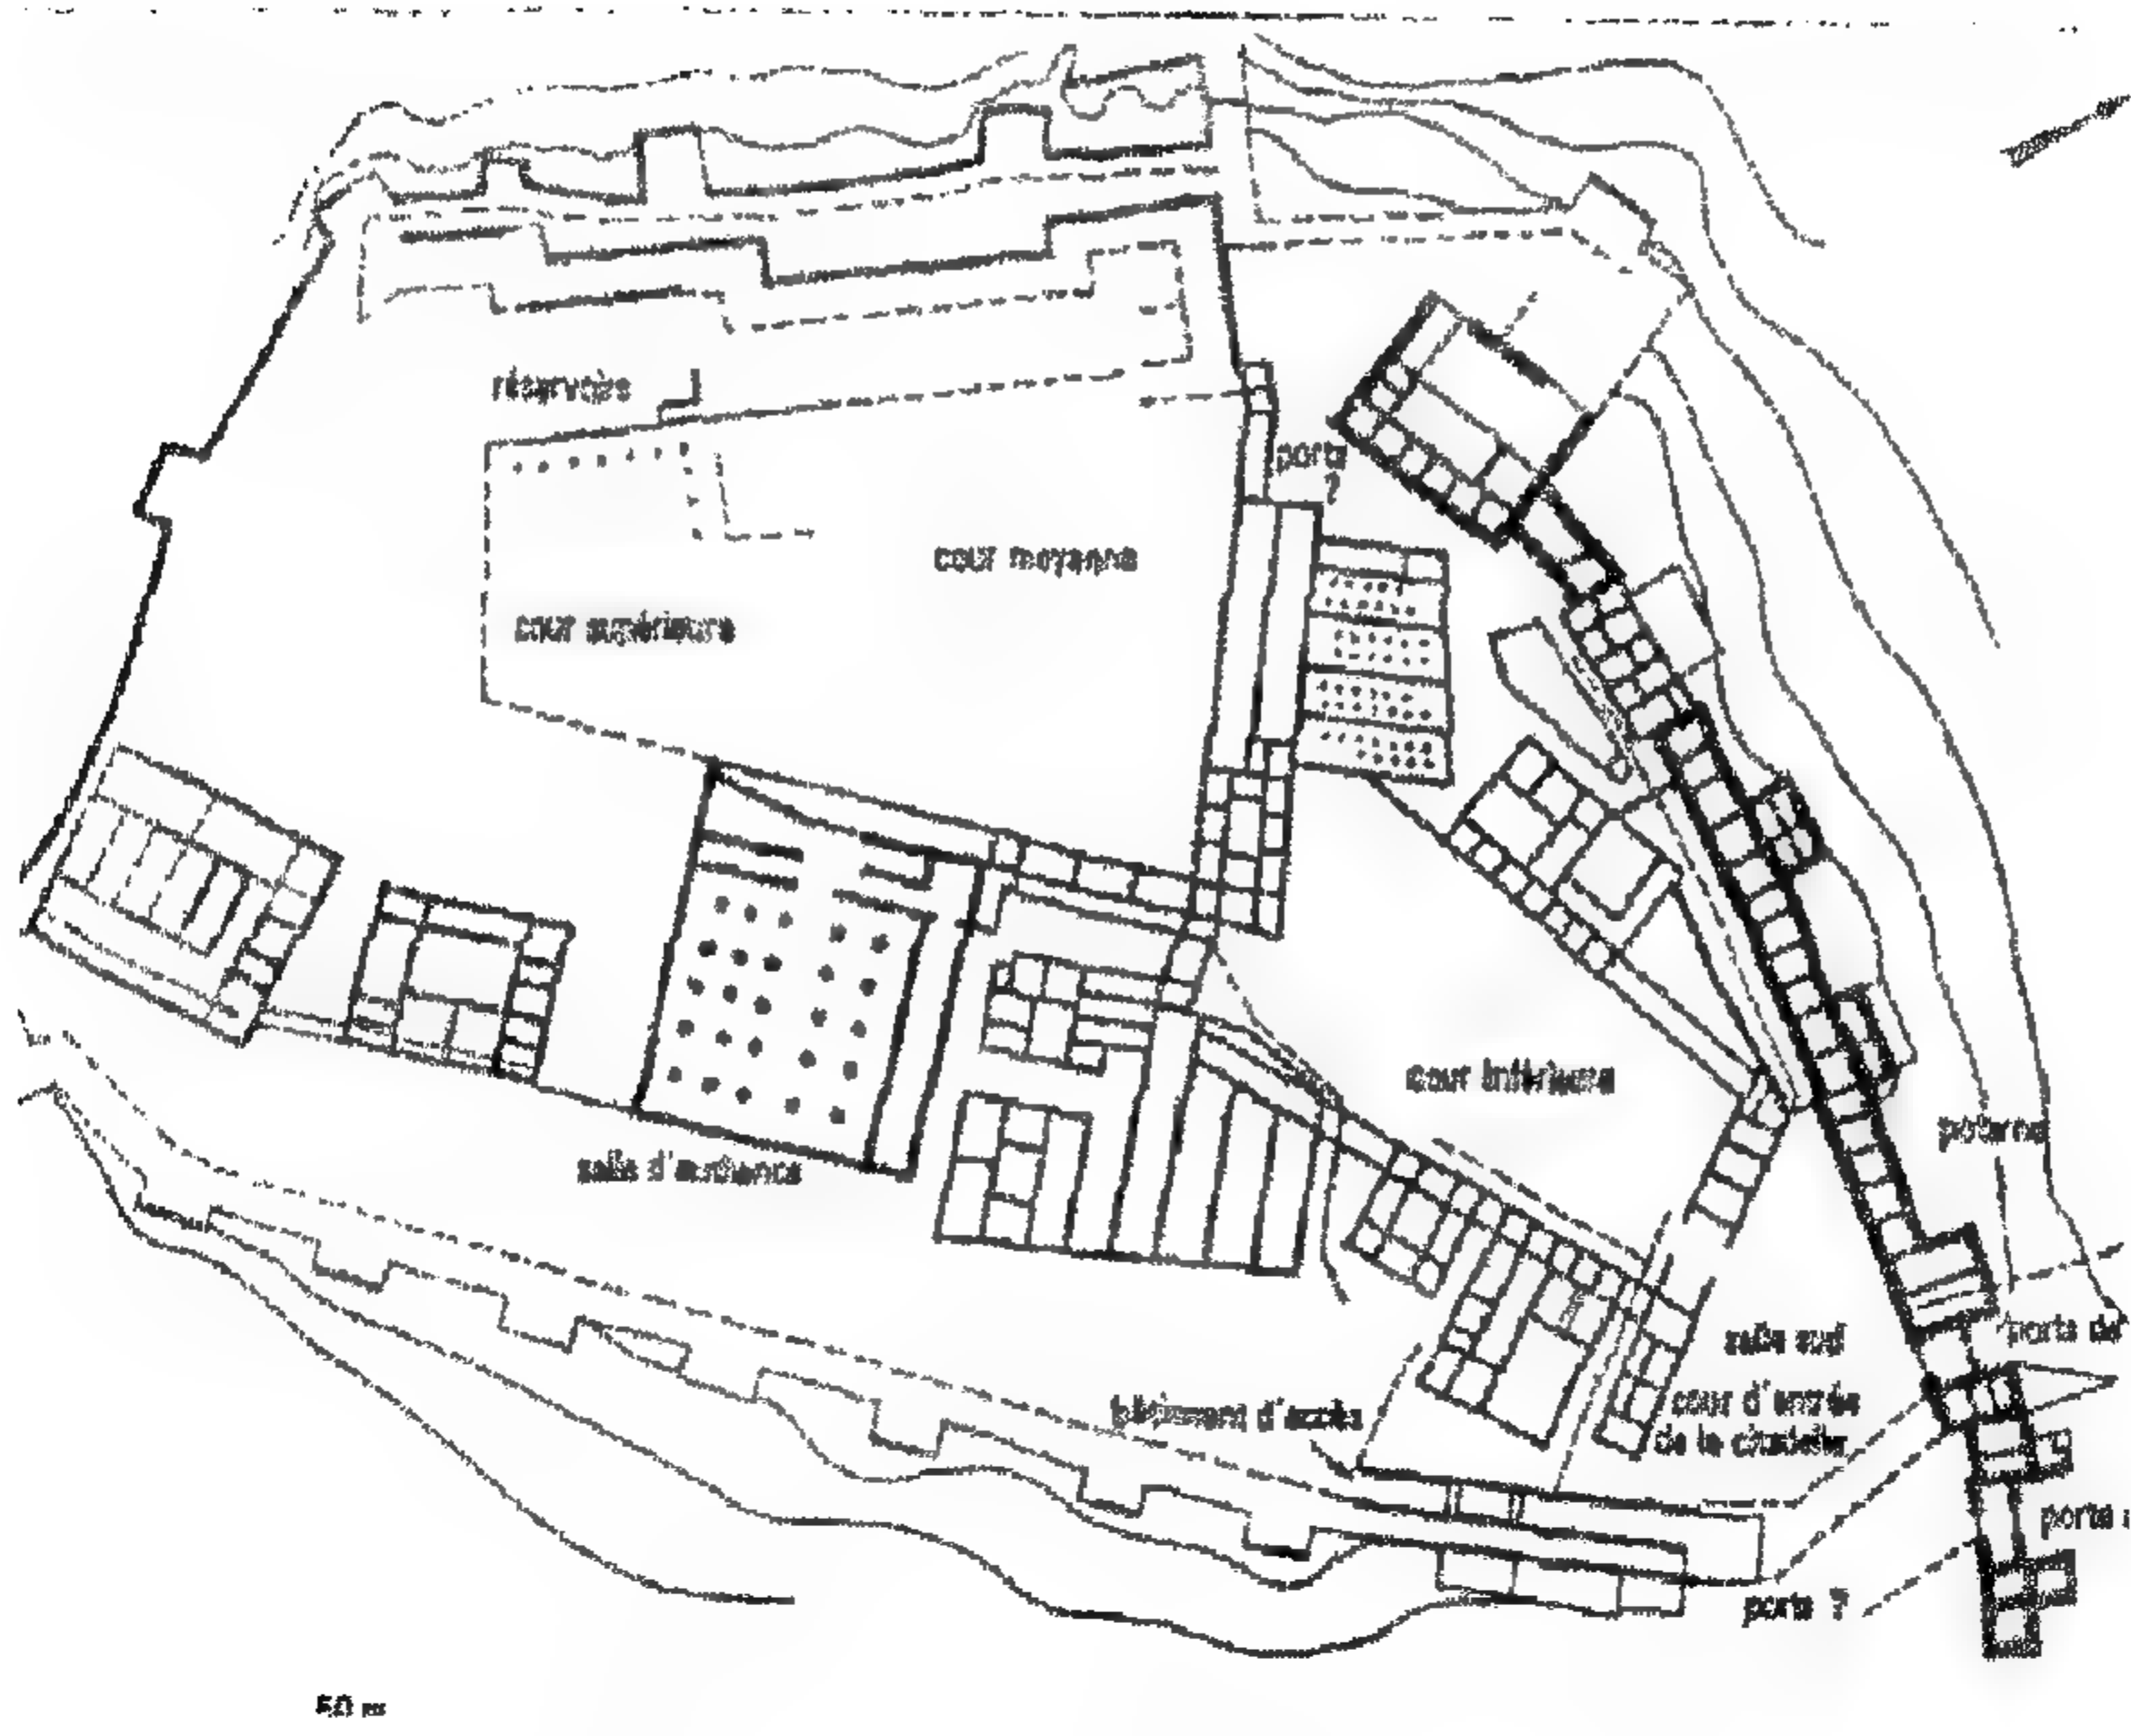 réservoire
porte
?
cour moyenne
cour supérieure
cour inférieure
poterne
salle d'audience
porte de
salle sud
bâtiment d'accès
cour d'entrée
de la citadelle
porte
porte ?
50 m